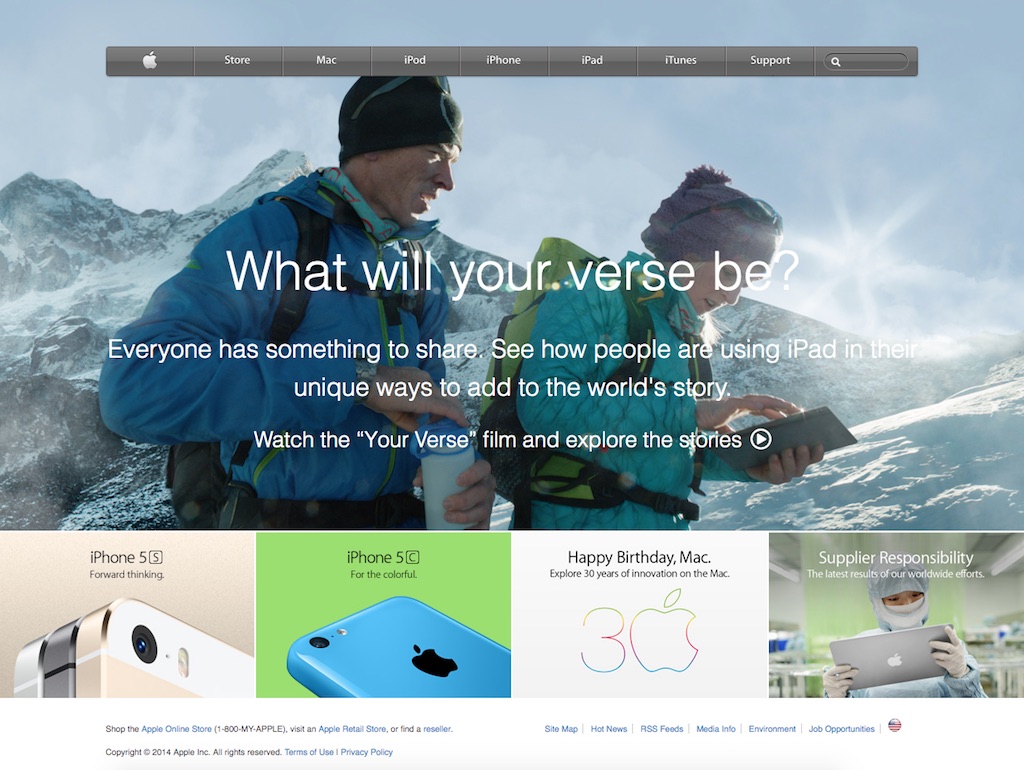 Store
Mac
iPod
iPhone
iPad
iTunes
Support
What will your verse be?
Everyone has something to share. See how people are using iPad in their
unique ways to add to the world's story.
Watch the “Your Verse” film and explore the stories
iPhone 5S
Forward thinking.
iPhone 5C
For the colorful.
Happy Birthday, Mac.
Explore 30 years of innovation on the Mac.
30
Supplier Responsibility
The latest results of our worldwide efforts.
Shop the Apple Online Store (1-800-MY-APPLE), visit an Apple Retail Store, or find a reseller.
Site Map | Hot News | RSS Feeds | Media Info | Environment | Job Opportunities |
Copyright © 2014 Apple Inc. All rights reserved. Terms of Use | Privacy Policy